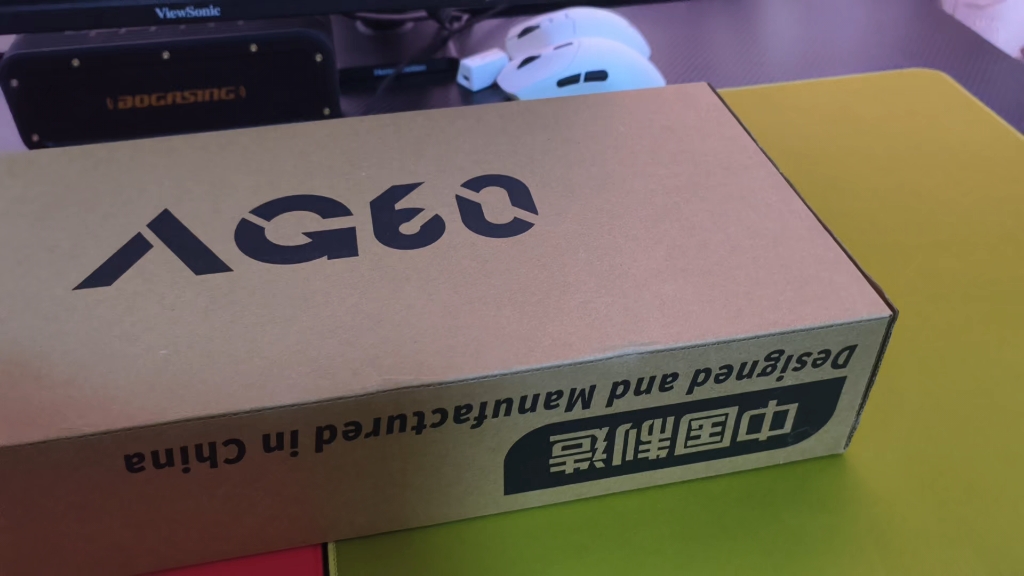 ViewSonic
BOGASING
AG60
中国制造
Designed and Manufactured in China